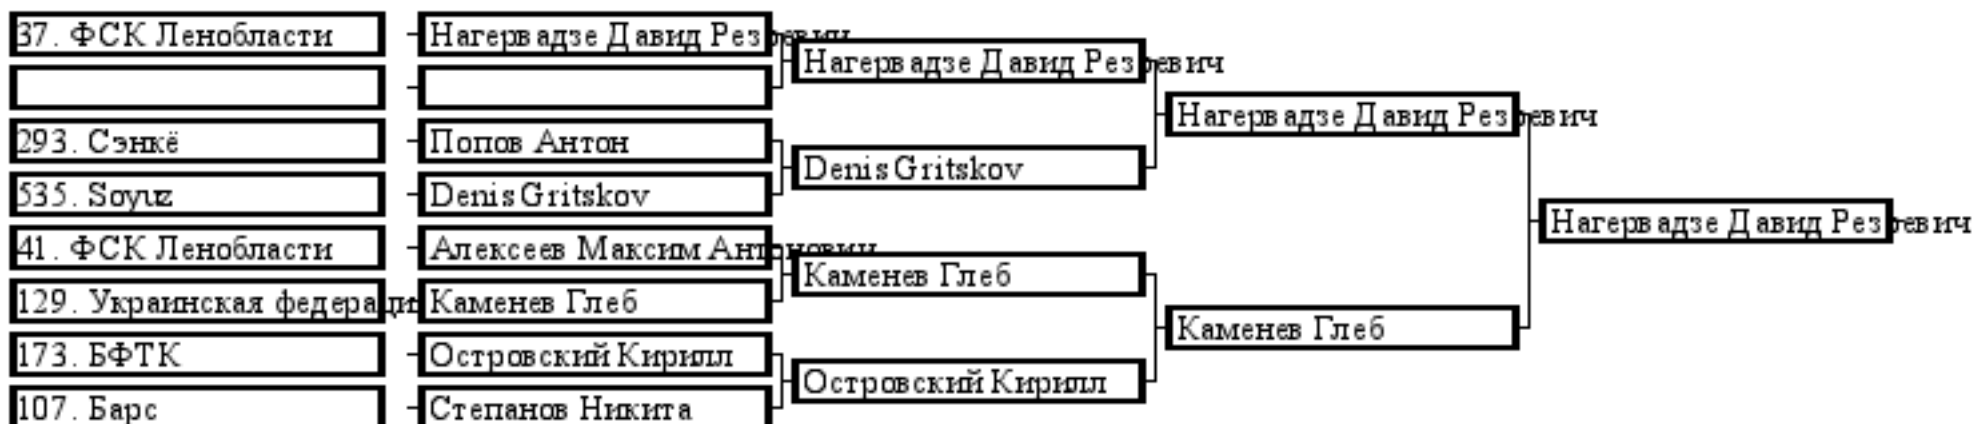 37. ФСК Ленобласти
Нагервадзе Давид Резоевич
Нагервадзе Давид Резоевич
Нагервадзе Давид Резоевич
293. Сэнкё
Попов Антон
Denis Gritskov
535. Soyuz
Denis Gritskov
Нагервадзе Давид Резоевич
41. ФСК Ленобласти
Алексеев Максим Антонович
Каменев Глеб
129. Украинская федераци
Каменев Глеб
Каменев Глеб
173. БФТК
Островский Кирилл
Островский Кирилл
107. Барс
Степанов Никита